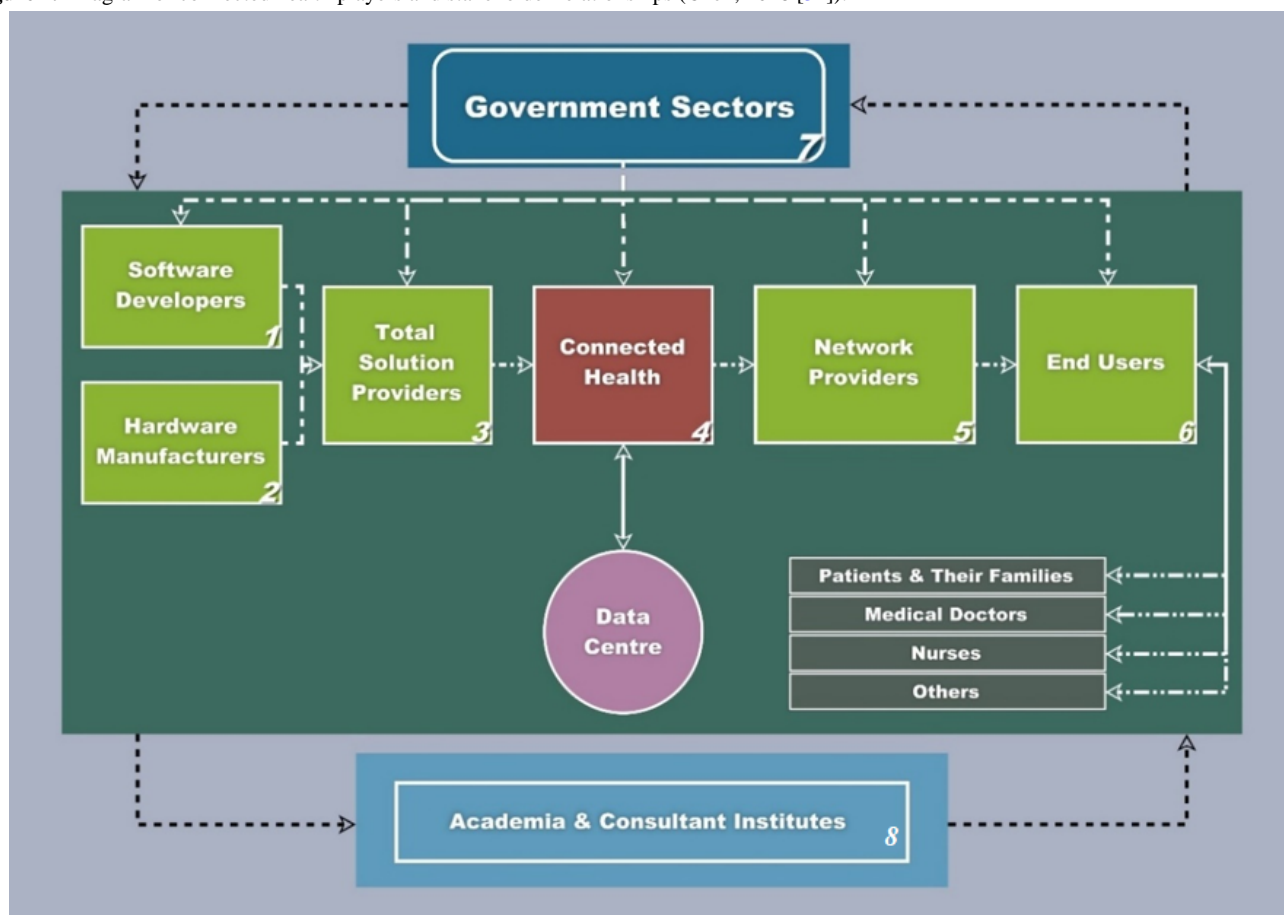 Government Sectors
7
Software
Developers
1
Hardware
Manufacturers
2
Total
Solution
Providers
3
Connected
Health
4
Network
Providers
5
End Users
6
Data
Centre
Patients & Their Families
Medical Doctors
Nurses
Others
Academia & Consultant Institutes
8